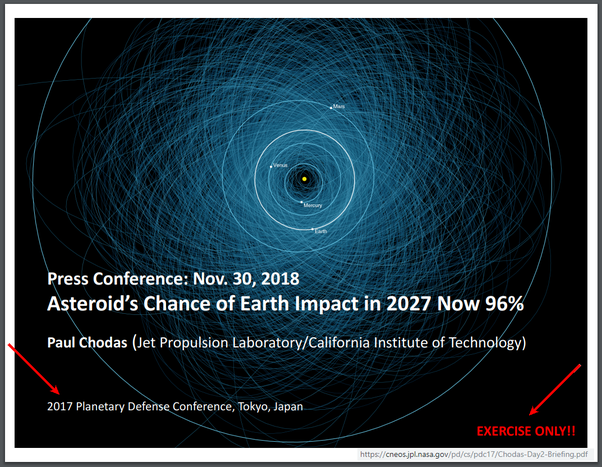 Mars
Venus
Mercury
Earth
Press Conference: Nov. 30, 2018
Asteroid's Chance of Earth Impact in 2027 Now 96%
Paul Chodas (Jet Propulsion Laboratory/California Institute of Technology)
2017 Planetary Defense Conference, Tokyo, Japan
EXERCISE ONLY!!
https://cneos.jpl.nasa.gov/pd/cs/pdc17/Chodas-Day2-Briefing.pdf